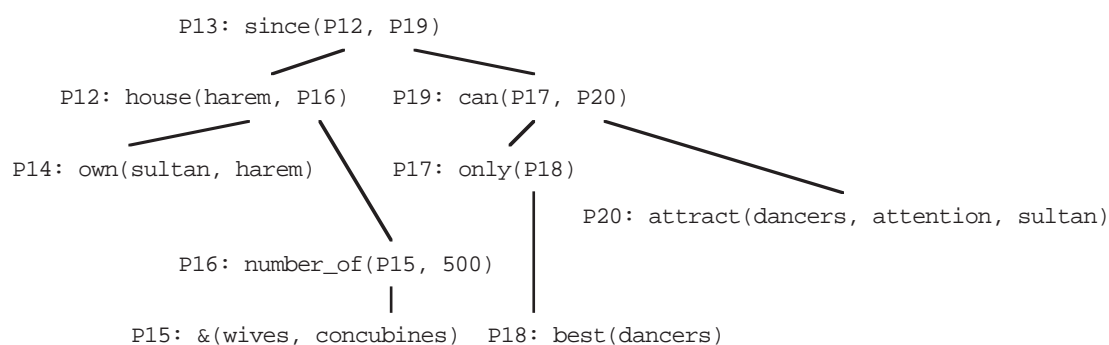 P13: since(P12, P19)
P12: house(harem, P16) P19: can(P17, P20)
P14: own(sultan, harem) P17: only(P18)
P20: attract(dancers, attention, sultan)
P16: number_of(P15, 500)
P15: &(wives, concubines) P18: best(dancers)